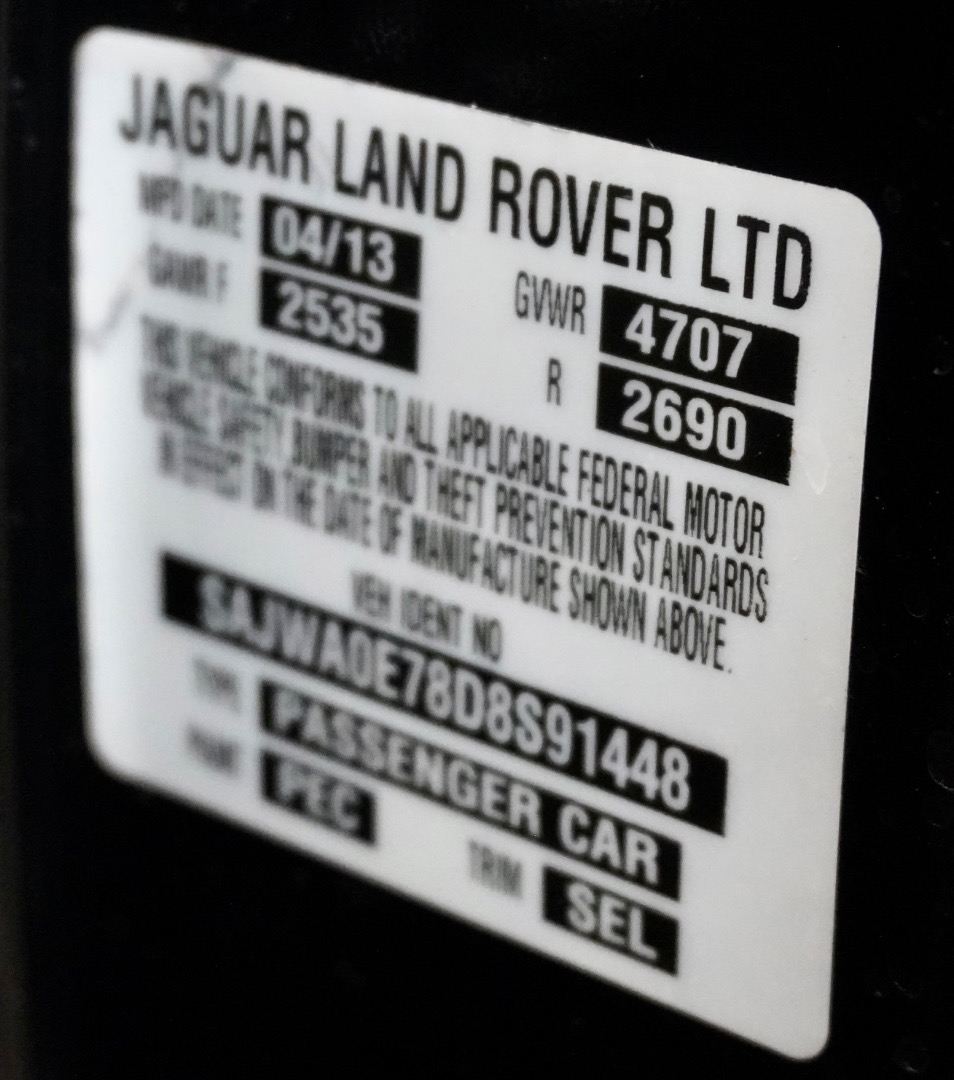 JAGUAR LAND ROVER LTD
MFD DATE 04/13 GVWR 4707
GAWR F 2535 R 2690
THIS VEHICLE CONFORMS TO ALL APPLICABLE FEDERAL MOTOR
VEHICLE SAFETY BUMPER AND THEFT PREVENTION STANDARDS
IN EFFECT ON THE DATE OF MANUFACTURE SHOWN ABOVE.
VEH IDENT NO
SAJWA0E78D8S91448
TYPE PASSENGER CAR
PAINT PEC TRIM SEL